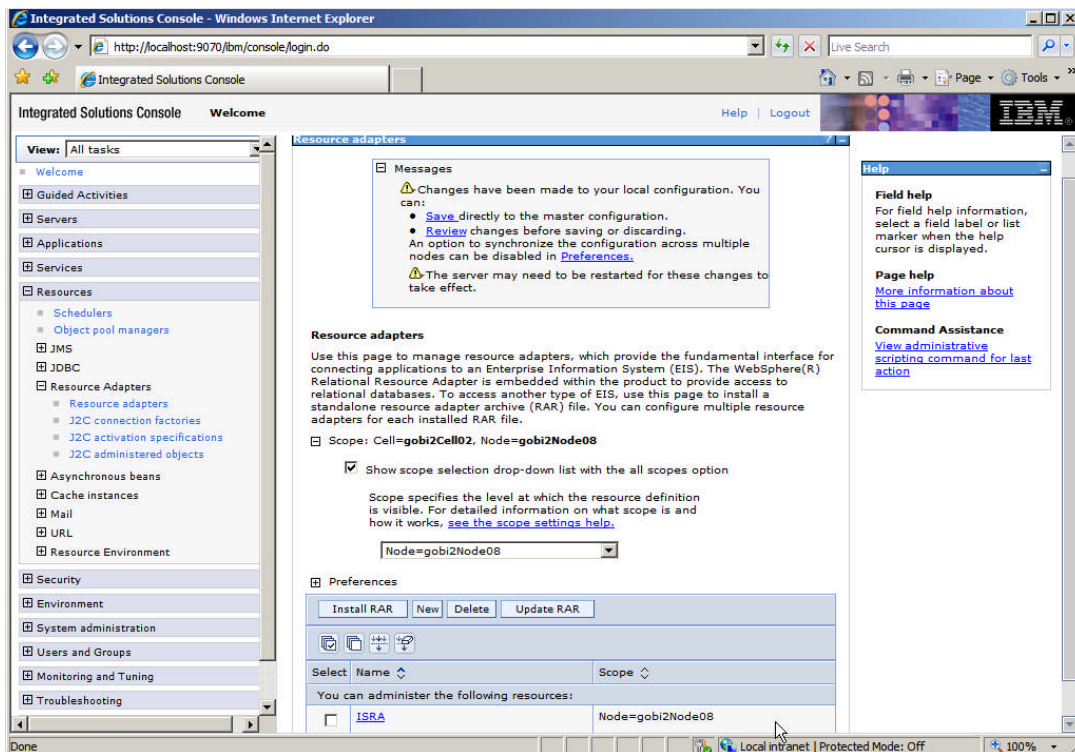 Integrated Solutions Console - Windows Internet Explorer
http://localhost:9070/ibm/console/login.do
Live Search
Integrated Solutions Console
Page
Tools
Integrated Solutions Console Welcome
Help | Logout
IBM
View: All tasks
Welcome
Guided Activities
Servers
Applications
Services
Resources
Schedulers
Object pool managers
JMS
JDBC
Resource Adapters
Resource adapters
J2C connection factories
J2C activation specifications
J2C administered objects
Asynchronous beans
Cache instances
Mail
URL
Resource Environment
Security
Environment
System administration
Users and Groups
Monitoring and Tuning
Troubleshooting
Resource adapters
Messages
Changes have been made to your local configuration. You
can:
Save directly to the master configuration.
Review changes before saving or discarding.
An option to synchronize the configuration across multiple
nodes can be disabled in Preferences.
The server may need to be restarted for these changes to
take effect.
Resource adapters
Use this page to manage resource adapters, which provide the fundamental interface for
connecting applications to an Enterprise Information System (EIS). The WebSphere(R)
Relational Resource Adapter is embedded within the product to provide access to
relational databases. To access another type of EIS, use this page to install a
standalone resource adapter archive (RAR) file. You can configure multiple resource
adapters for each installed RAR file.
Scope: Cell=gobi2Cell02, Node=gobi2Node08
Show scope selection drop-down list with the all scopes option
Scope specifies the level at which the resource definition
is visible. For detailed information on what scope is and
how it works, see the scope settings help.
Node=gobi2Node08
Preferences
Install RAR New Delete Update RAR
Select Name Scope
You can administer the following resources:
ISRA Node=gobi2Node08
Help
Field help
For field help information,
select a field label or list
marker when the help
cursor is displayed.
Page help
More information about
this page
Command Assistance
View administrative
scripting command for last
action
Done
Local intranet | Protected Mode: Off
100%